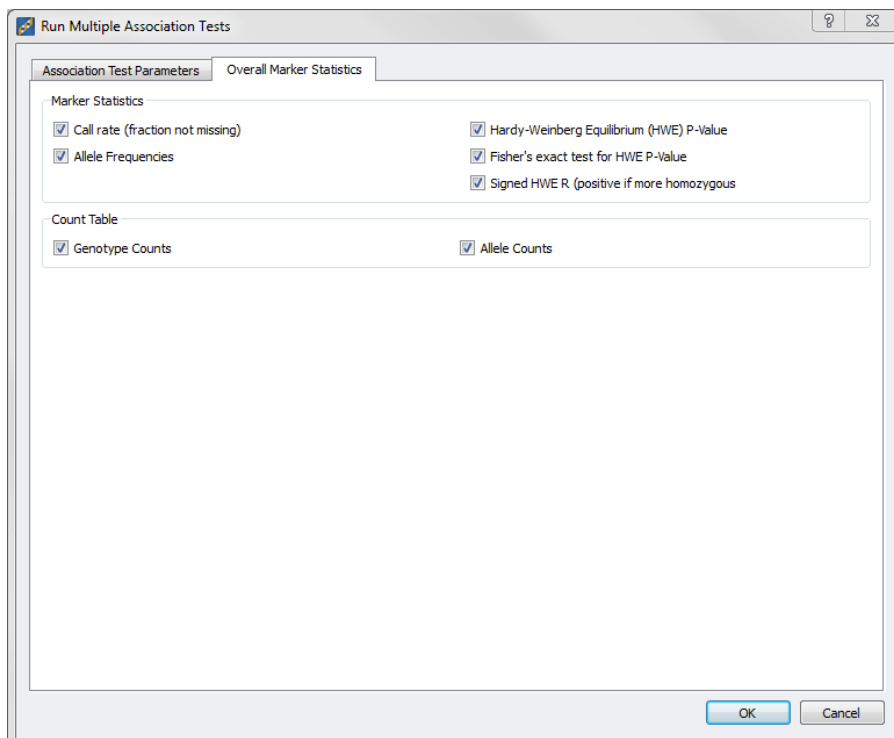 Run Multiple Association Tests
Association Test Parameters
Overall Marker Statistics
Marker Statistics
Call rate (fraction not missing)
Hardy-Weinberg Equilibrium (HWE) P-Value
Allele Frequencies
Fisher's exact test for HWE P-Value
Signed HWE R (positive if more homozygous
Count Table
Genotype Counts
Allele Counts
OK
Cancel